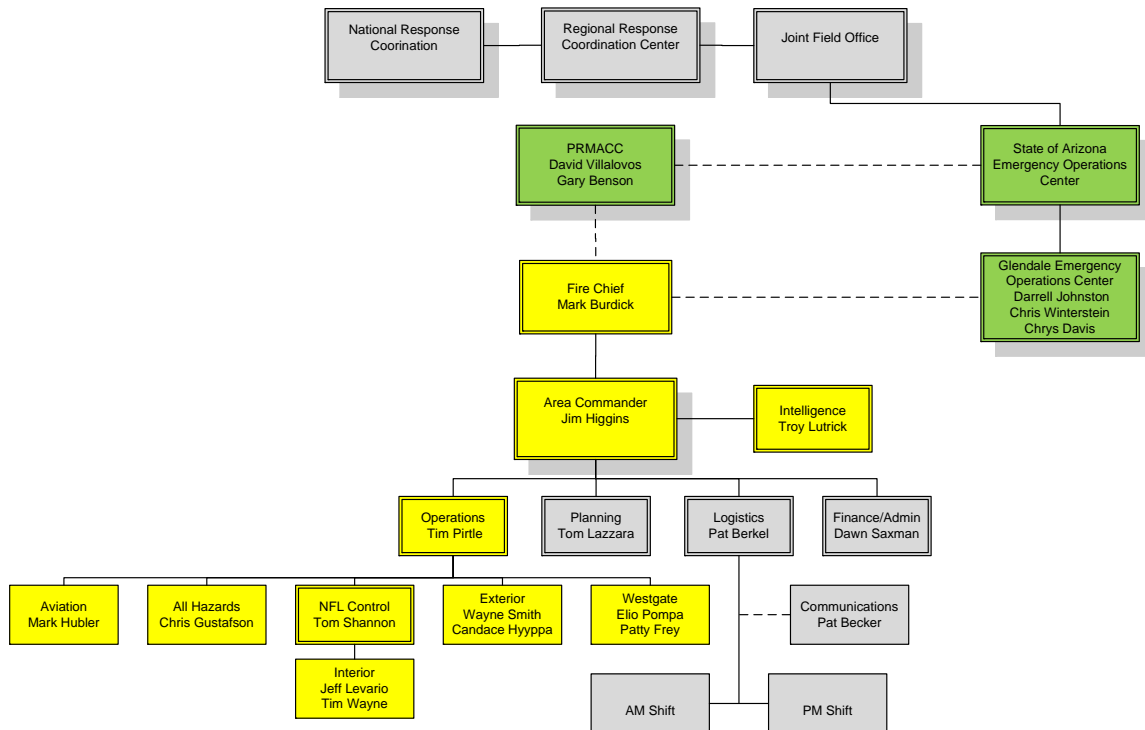 National Response
Coorination
Regional Response
Coordination Center
Joint Field Office
PRMACC
David Villalovos
Gary Benson
State of Arizona
Emergency Operations
Center
Fire Chief
Mark Burdick
Glendale Emergency
Operations Center
Darrell Johnston
Chris Winterstein
Chrys Davis
Area Commander
Jim Higgins
Intelligence
Troy Lutrick
Operations
Tim Pirtle
Planning
Tom Lazzara
Logistics
Pat Berkel
Finance/Admin
Dawn Saxman
Aviation
Mark Hubler
All Hazards
Chris Gustafson
NFL Control
Tom Shannon
Exterior
Wayne Smith
Candace Hyyppa
Westgate
Elio Pompa
Patty Frey
Communications
Pat Becker
Interior
Jeff Levario
Tim Wayne
AM Shift
PM Shift